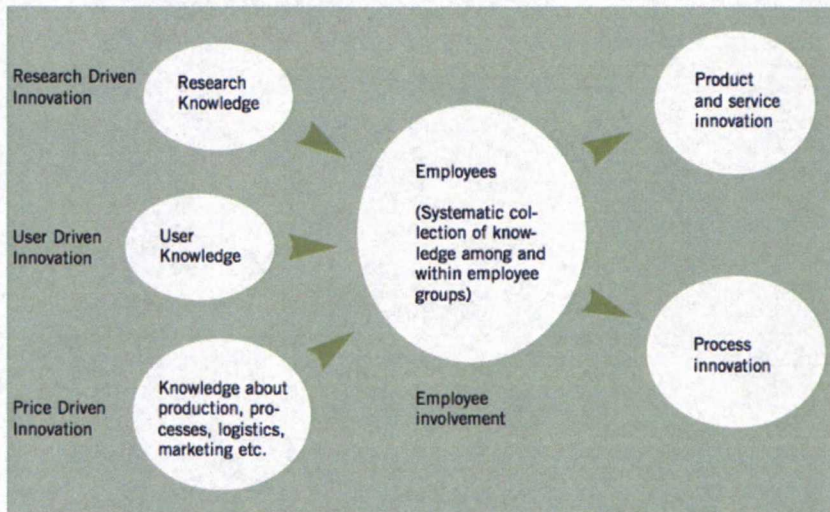 Research Driven
Innovation
Research
Knowledge
User Driven
Innovation
User
Knowledge
Price Driven
Innovation
Knowledge about
production, pro-
cesses, logistics,
marketing etc.
Employees
(Systematic col-
lection of know-
ledge among and
within employee
groups)
Employee
involvement
Product
and service
innovation
Process
innovation